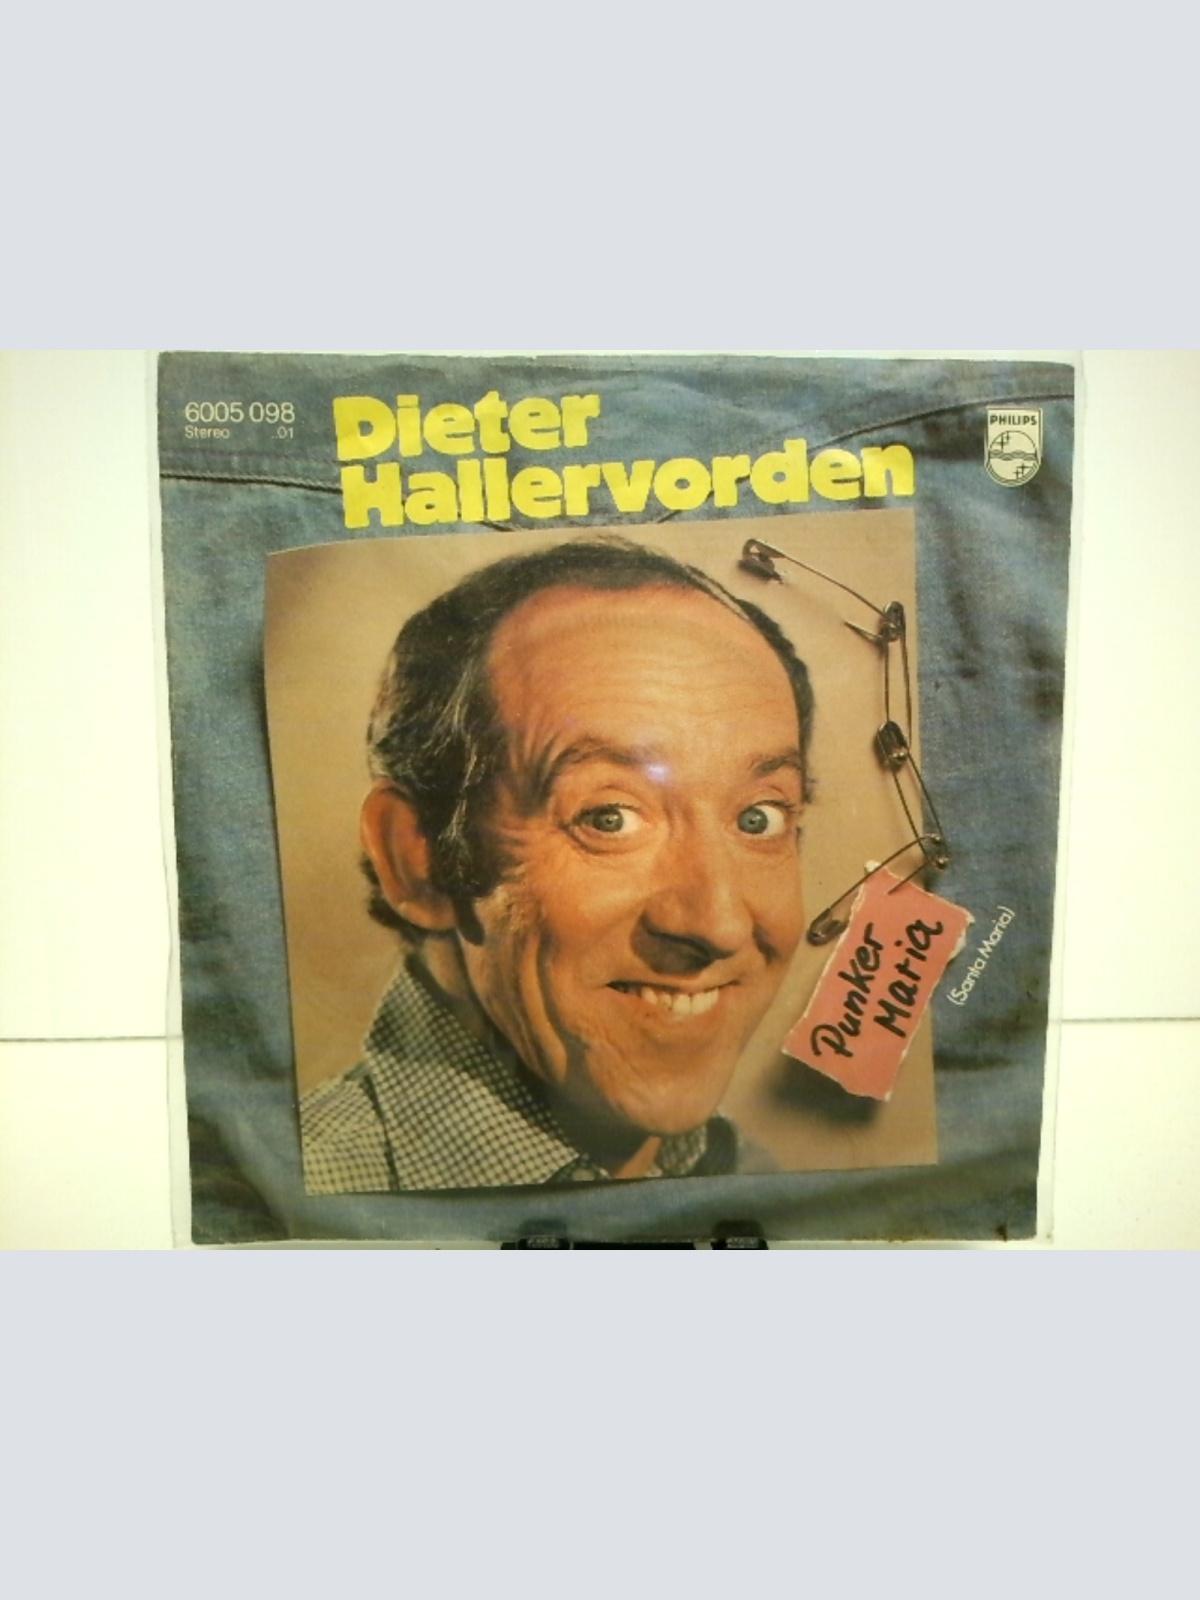 6005 098
Stereo ..01
Dieter
Hallervorden
PHILIPS
Punker
Maria
(Santa Maria)